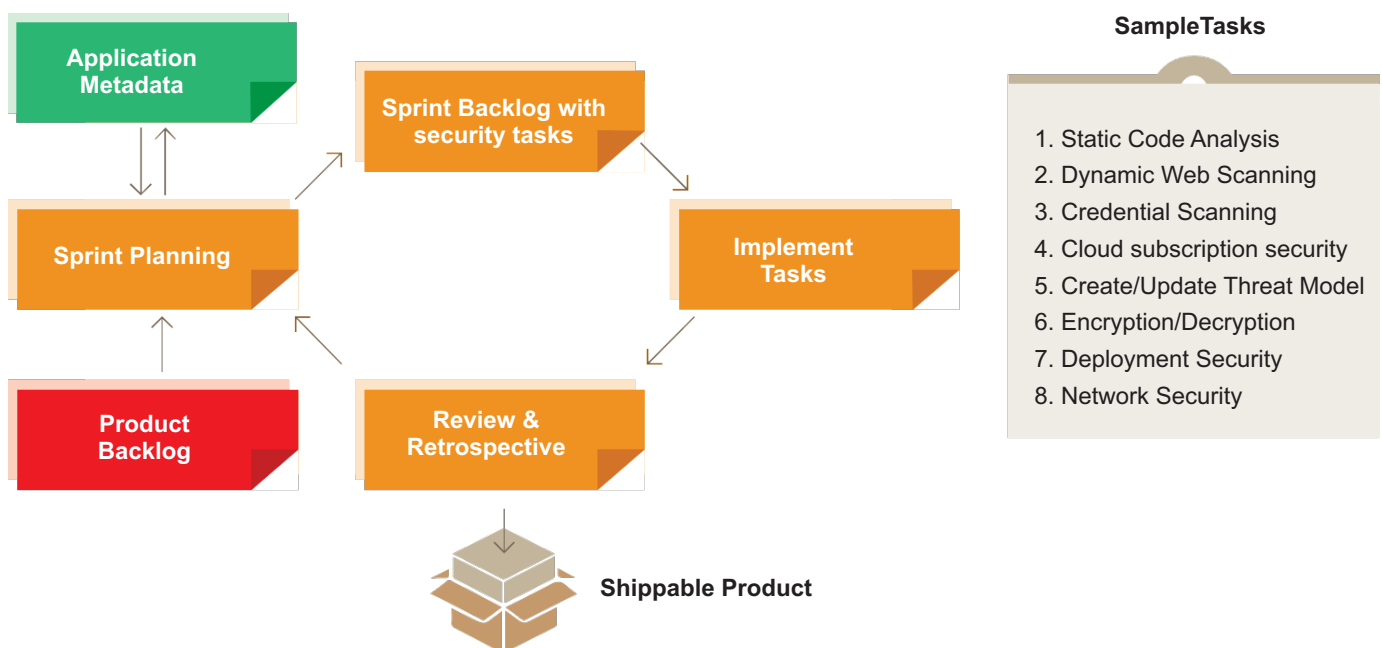 Application
Metadata
Sprint Backlog with
security tasks
Sprint Planning
Implement
Tasks
Product
Backlog
Review &
Retrospective
Shippable Product
SampleTasks
1. Static Code Analysis
2. Dynamic Web Scanning
3. Credential Scanning
4. Cloud subscription security
5. Create/Update Threat Model
6. Encryption/Decryption
7. Deployment Security
8. Network Security